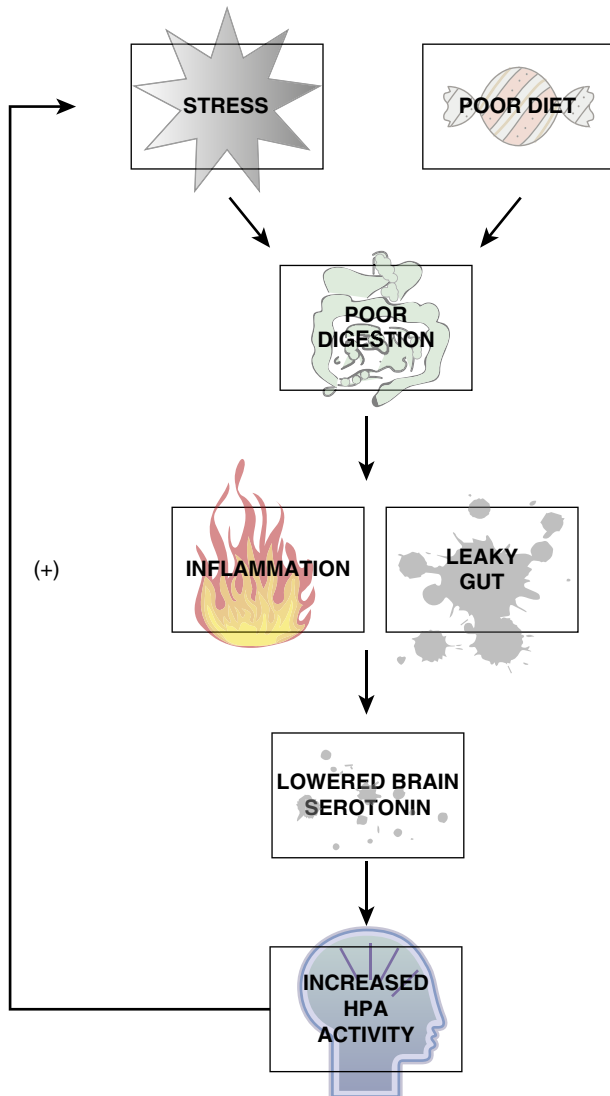 STRESS
POOR DIET
POOR
DIGESTION
INFLAMMATION
LEAKY
GUT
(+)
LOWERED BRAIN
SEROTONIN
INCREASED
HPA
ACTIVITY